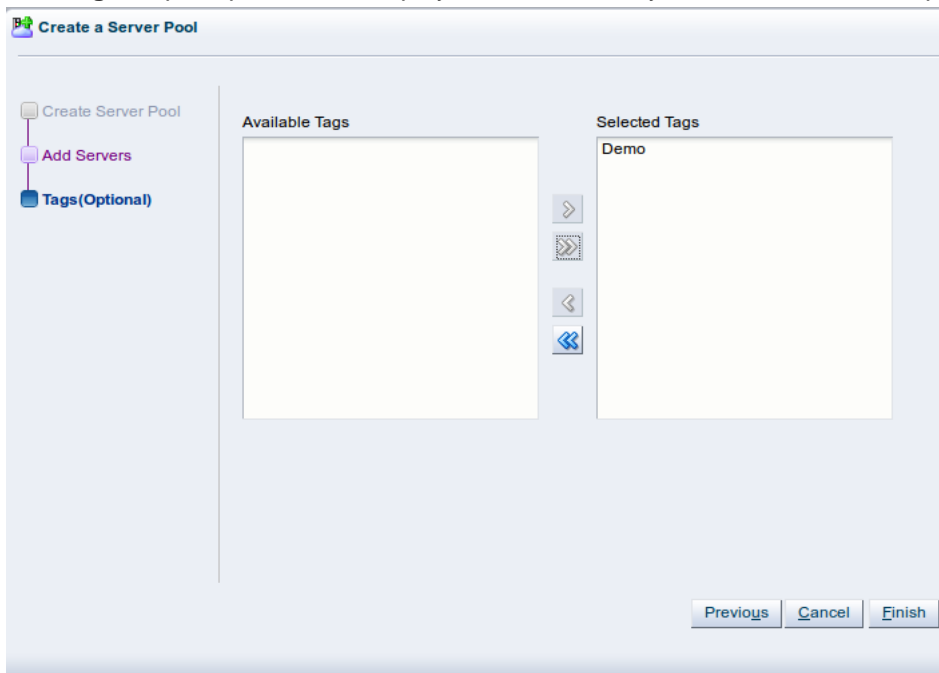 Create a Server Pool
Create Server Pool
Add Servers
Tags(Optional)
Available Tags
Selected Tags
Demo
Previous
Cancel
Finish